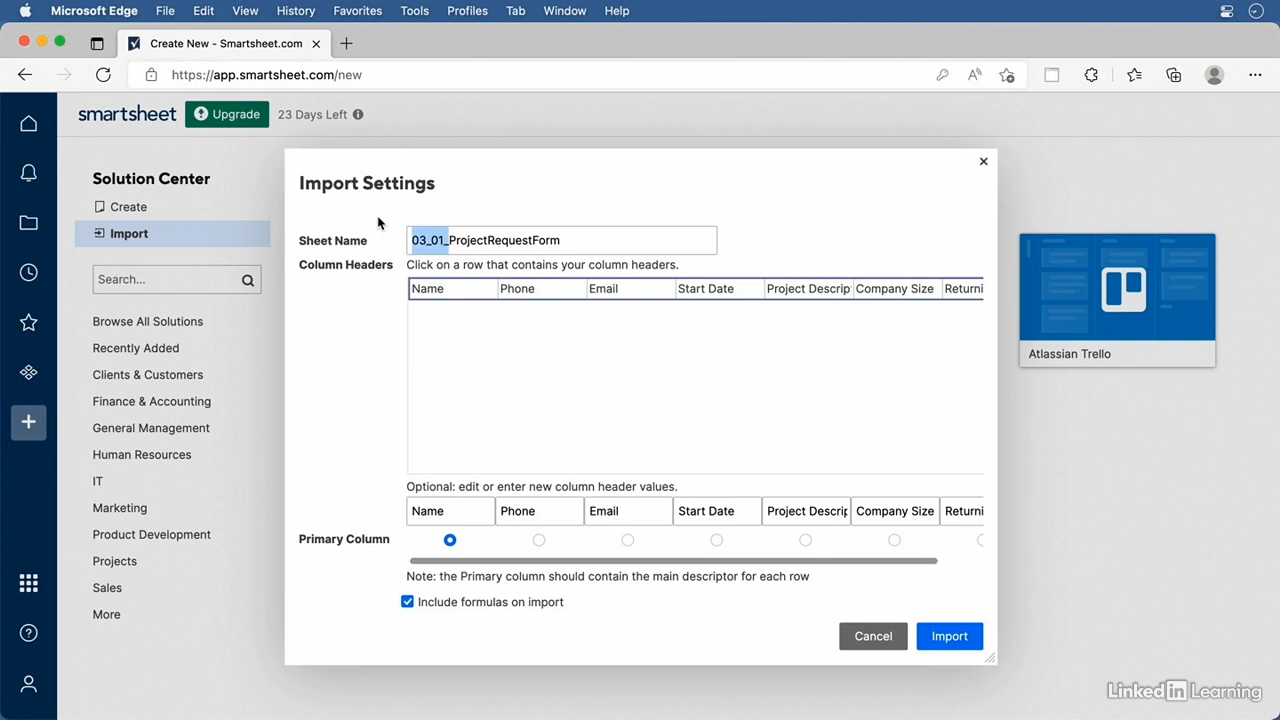 Microsoft Edge File Edit View History Favorites Tools Profiles Tab Window Help
Create New - Smartsheet.com
https://app.smartsheet.com/new
smartsheet Upgrade 23 Days Left
Solution Center
Create
Import
Search...
Browse All Solutions
Recently Added
Clients & Customers
Finance & Accounting
General Management
Human Resources
IT
Marketing
Product Development
Projects
Sales
More
Import Settings
Sheet Name 03_01_ProjectRequestForm
Column Headers Click on a row that contains your column headers.
Name Phone Email Start Date Project Descrip Company Size Returni
Optional: edit or enter new column header values.
Name Phone Email Start Date Project Descrip Company Size Returni
Primary Column
Note: the Primary column should contain the main descriptor for each row
Include formulas on import
Cancel Import
Atlassian Trello
LinkedIn Learning